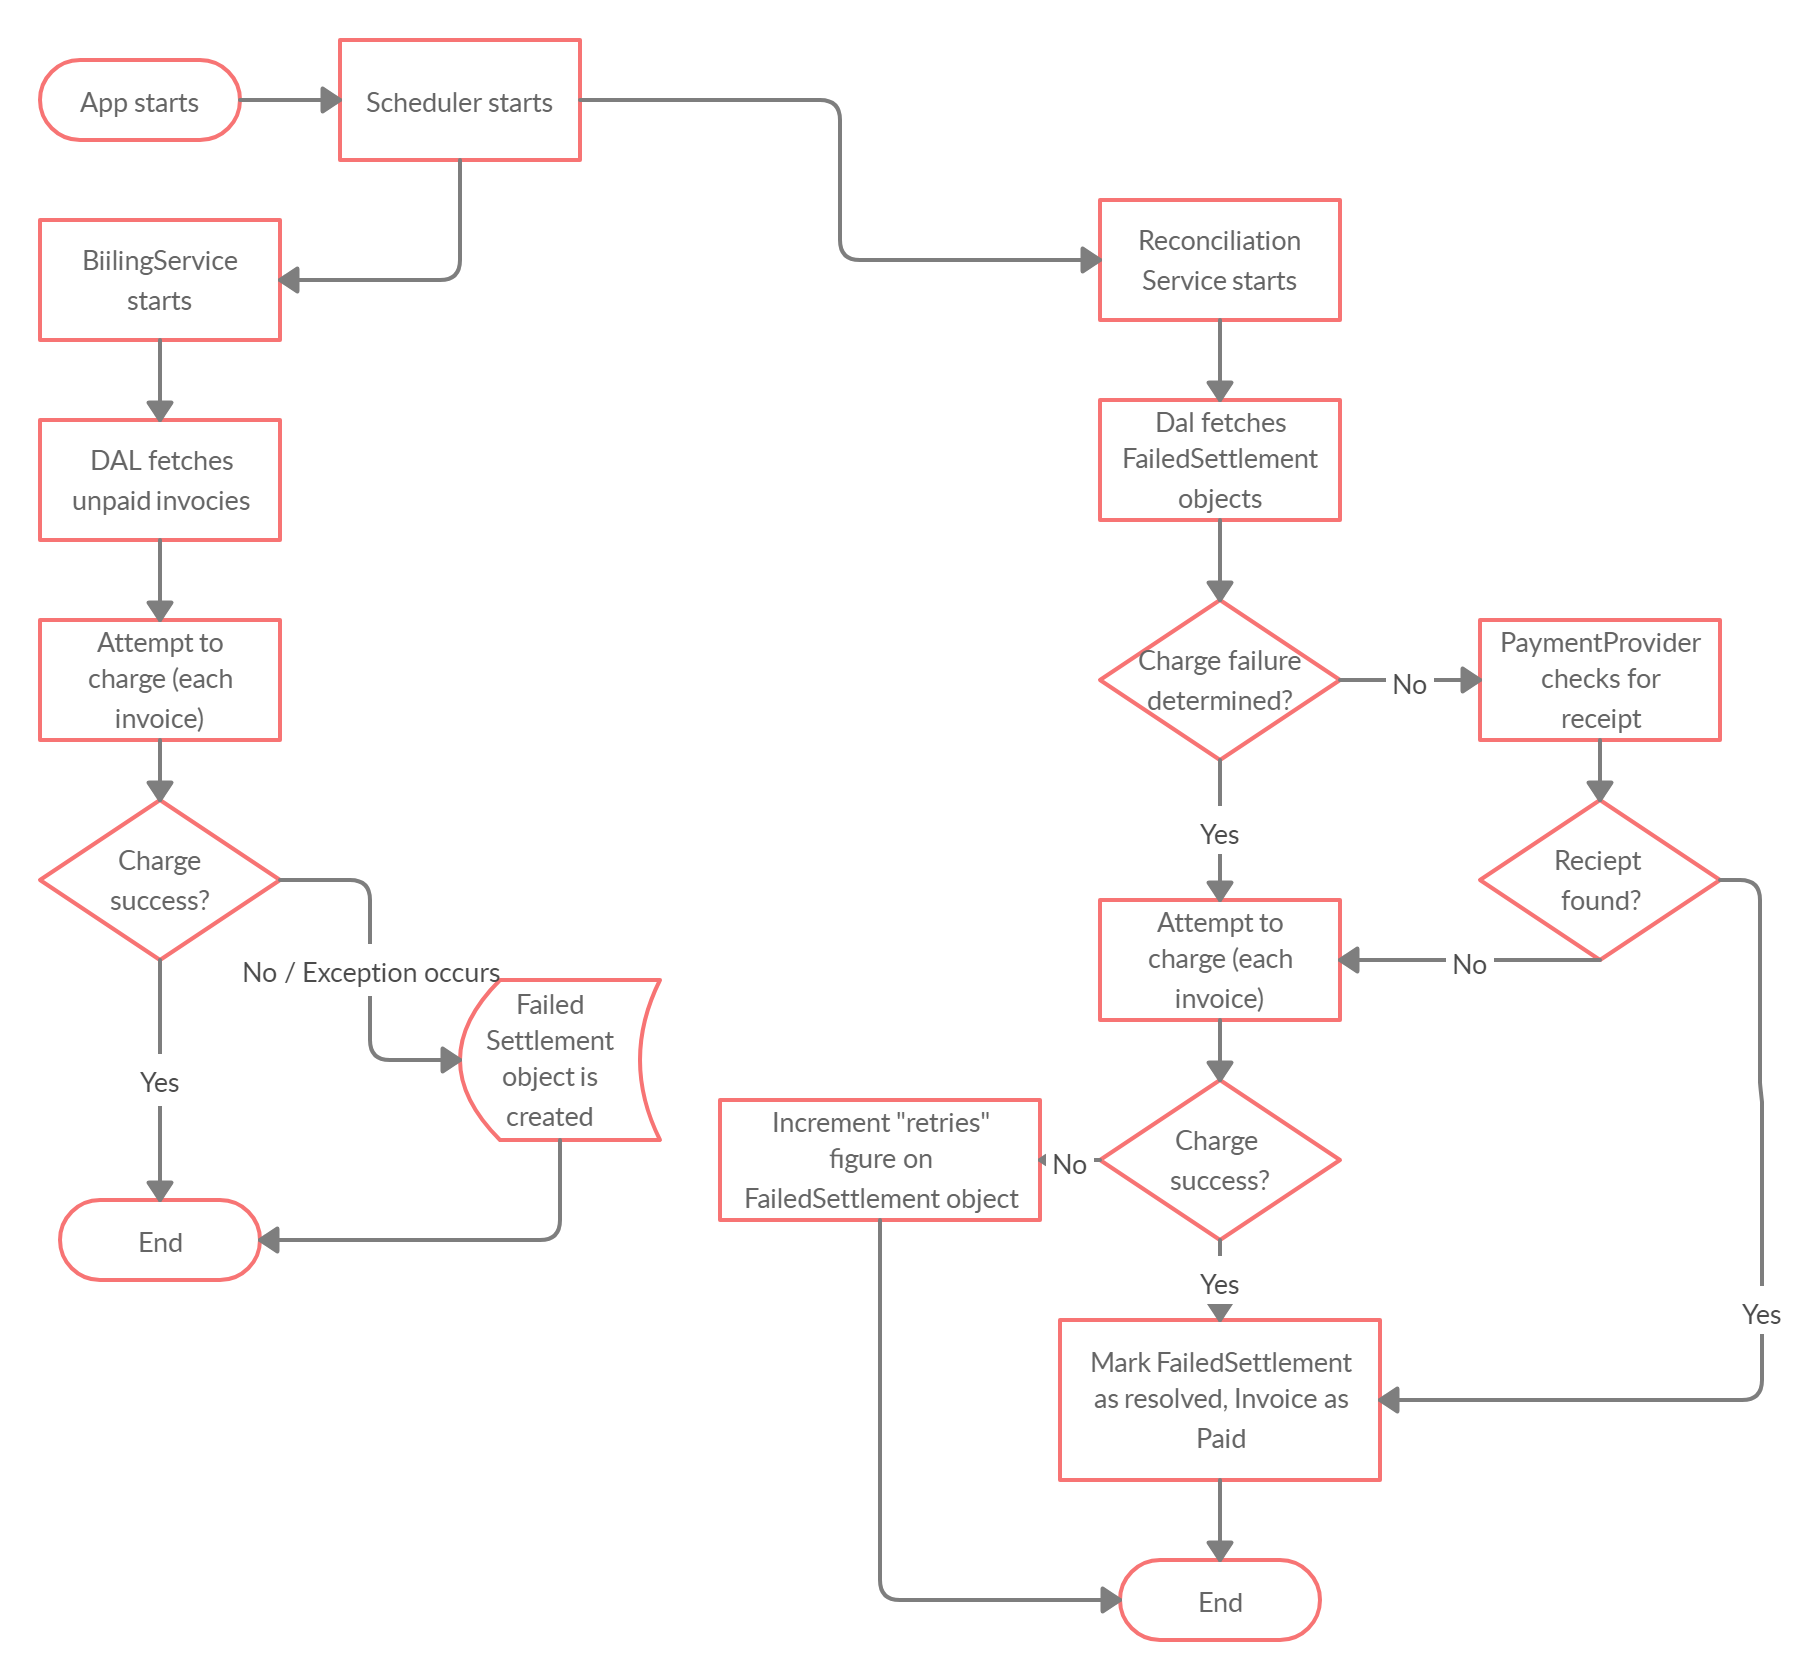 App starts
Scheduler starts
BiilingService
starts
DAL fetches
unpaid invocies
Attempt to
charge (each
invoice)
Charge
success?
No / Exception occurs
Failed
Settlement
object is
created
Yes
End
Reconciliation
Service starts
Dal fetches
FailedSettlement
objects
Charge failure
determined?
No
PaymentProvider
checks for
receipt
Yes
Reciept
found?
No
Attempt to
charge (each
invoice)
Charge
success?
No
Increment "retries"
figure on
FailedSettlement object
Yes
Yes
Mark FailedSettlement
as resolved, Invoice as
Paid
End